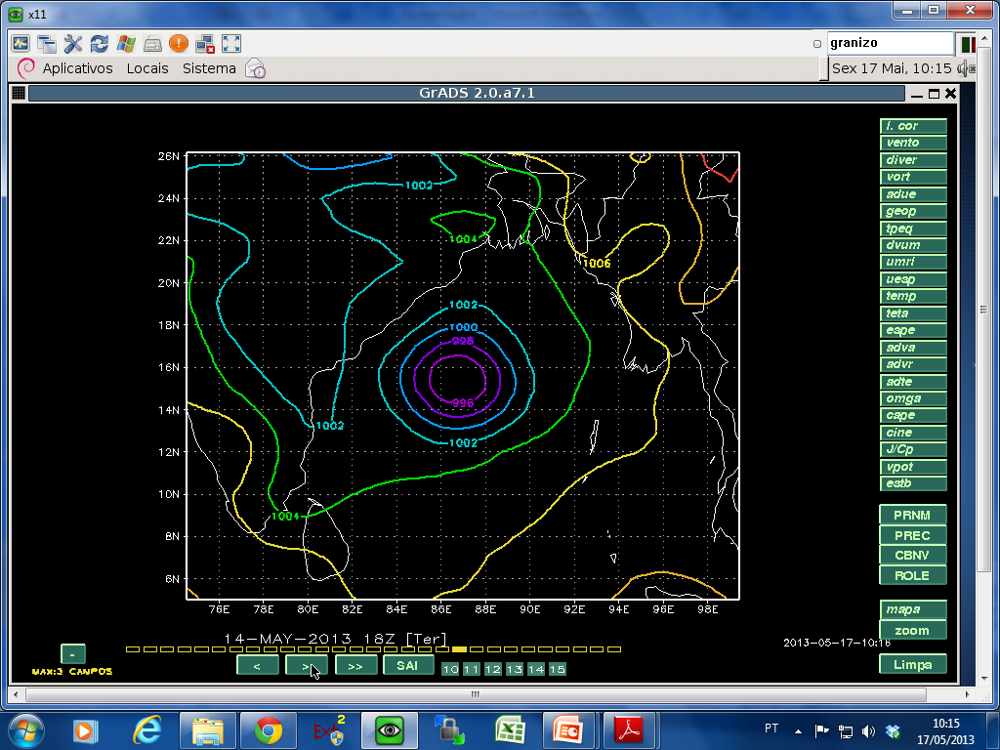 x11
granizo
Aplicativos Locais Sistema
Sex 17 Mai, 10:15
GrADS 2.0.a7.1
26N
24N
22N
20N
18N
16N
14N
12N
10N
8N
6N
76E 78E 80E 82E 84E 86E 88E 90E 92E 94E 96E 98E
1002
1004
1006
1002
1000
998
996
1002
1002
1004
14-MAY-2013 18Z [Ter]
2013-05-17-10:16
-
MAX:3 CAMPOS
< > >> SAI 10 11 12 13 14 15
l. cor
vento
diver
vort
adue
geop
tpeq
dvum
umrl
uesp
temp
teta
espe
adva
advr
adte
omga
cape
cine
J/Cp
vpot
estb
PRNM
PREC
CBNV
ROLE
mapa
zoom
Limpa
Ext 2
PT
10:15
17/05/2013